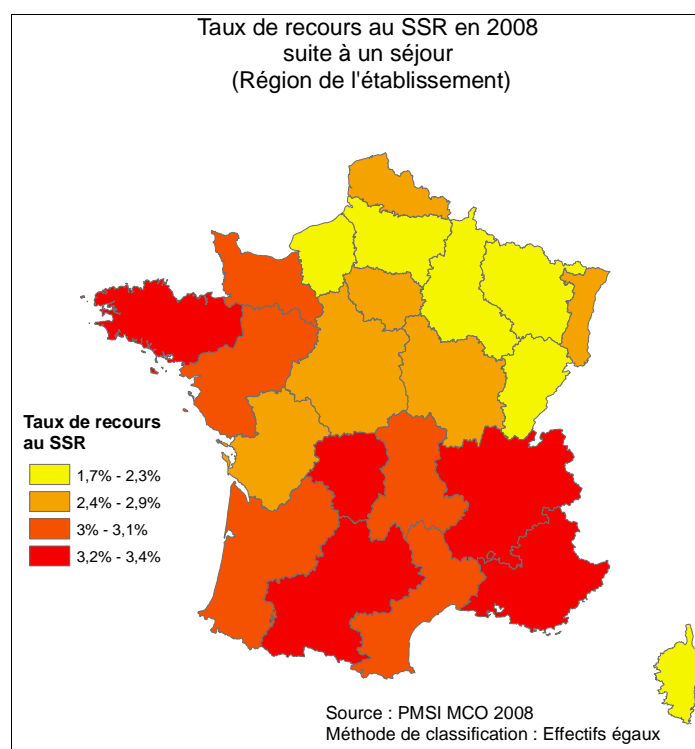 Taux de recours au SSR en 2008
suite à un séjour
(Région de l'établissement)
Taux de recours
au SSR
1,7% - 2,3%
2,4% - 2,9%
3% - 3,1%
3,2% - 3,4%
Source : PMSI MCO 2008
Méthode de classification : Effectifs égaux